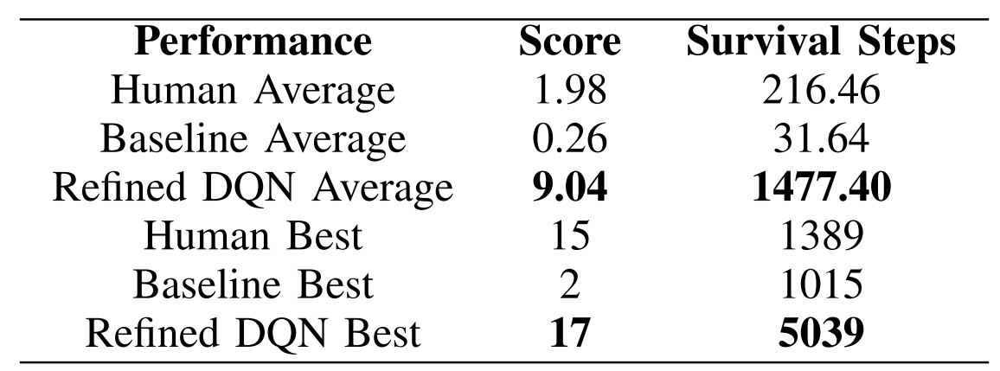 Performance Score Survival Steps
Human Average 1.98 216.46
Baseline Average 0.26 31.64
Refined DQN Average 9.04 1477.40
Human Best 15 1389
Baseline Best 2 1015
Refined DQN Best 17 5039